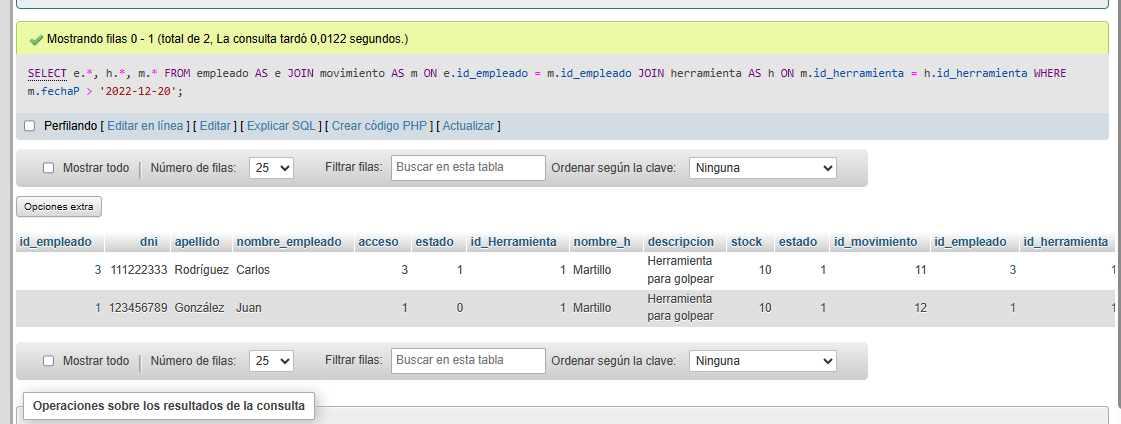 Mostrando filas 0 - 1 (total de 2, La consulta tardó 0,0122 segundos.)
SELECT e.*, h.*, m.* FROM empleado AS e JOIN movimiento AS m ON e.id_empleado = m.id_empleado JOIN herramienta AS h ON m.id_herramienta = h.id_herramienta WHERE
m.fechaP > '2022-12-20';
Perfilando [ Editar en línea ] [ Editar ] [ Explicar SQL ] [ Crear código PHP ] [ Actualizar ]
Mostrar todo | Número de filas: 25 Filtrar filas: Buscar en esta tabla Ordenar según la clave: Ninguna
Opciones extra
id_empleado dni apellido nombre_empleado acceso estado id_Herramienta nombre_h descripcion stock estado id_movimiento id_empleado id_herramienta
3 111222333 Rodríguez Carlos 3 1 1 Martillo Herramienta para golpear 10 1 11 3 1
1 123456789 González Juan 1 0 1 Martillo Herramienta para golpear 10 1 12 1 1
Mostrar todo | Número de filas: 25 Filtrar filas: Buscar en esta tabla Ordenar según la clave: Ninguna
Operaciones sobre los resultados de la consulta